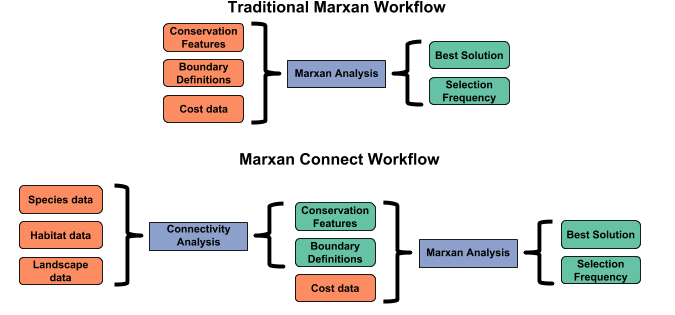 Traditional Marxan Workflow
Conservation
Features
Boundary
Definitions
Cost data
Marxan Analysis
Best Solution
Selection
Frequency
Marxan Connect Workflow
Species data
Habitat data
Landscape
data
Connectivity
Analysis
Conservation
Features
Boundary
Definitions
Cost data
Marxan Analysis
Best Solution
Selection
Frequency